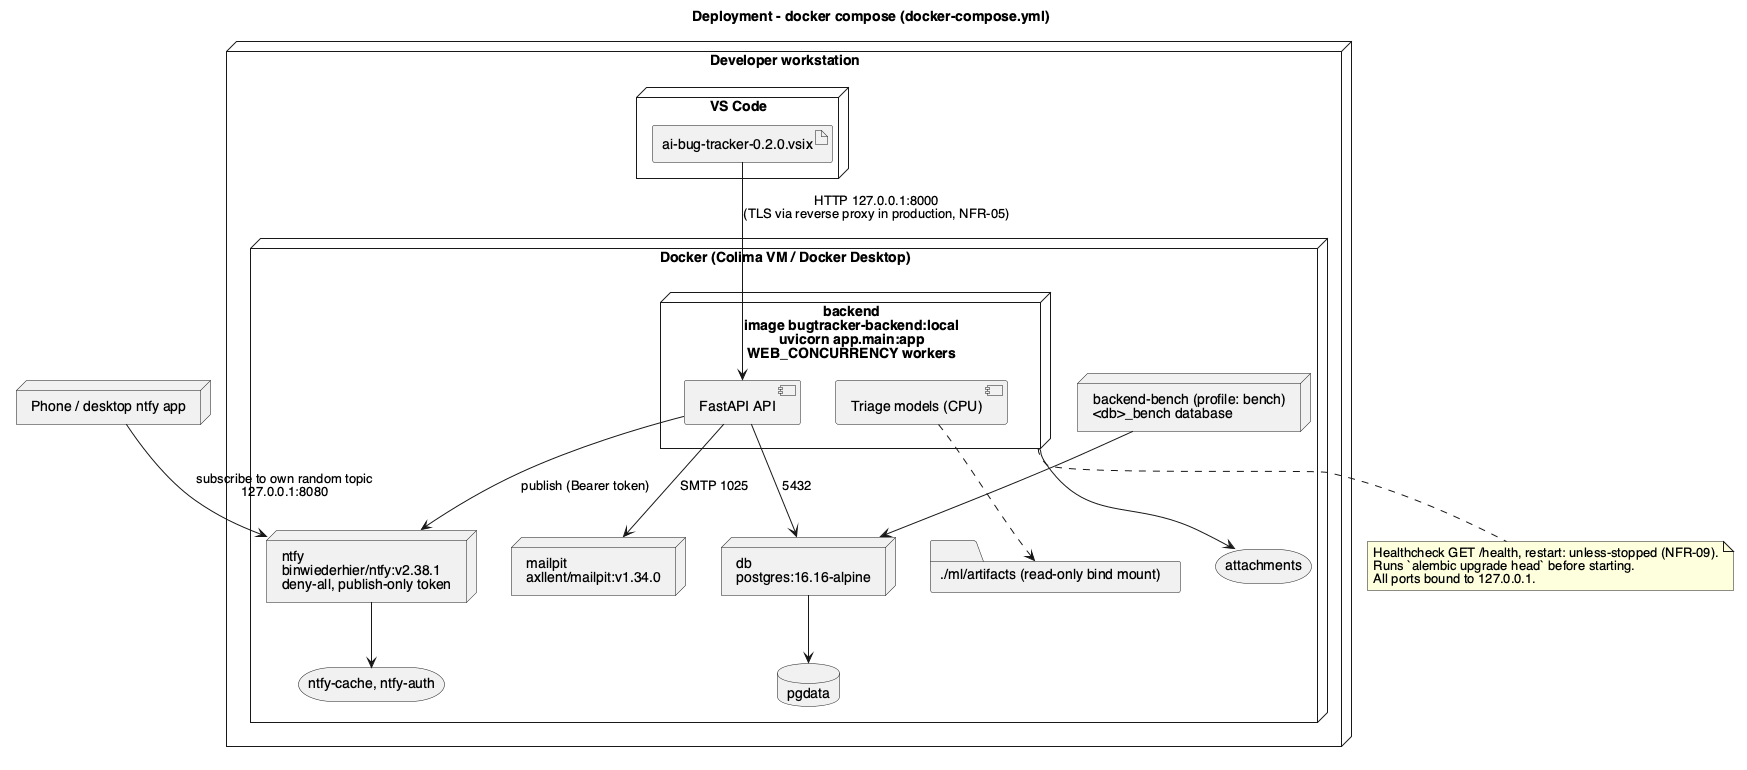 Deployment - docker compose (docker-compose.yml)
Developer workstation
VS Code
ai-bug-tracker-0.2.0.vsix
HTTP 127.0.0.1:8000
(TLS via reverse proxy in production, NFR-05)
Docker (Colima VM / Docker Desktop)
backend
image bugtracker-backend:local
uvicorn app.main:app
WEB_CONCURRENCY workers
FastAPI API
Triage models (CPU)
backend-bench (profile: bench)
<db>_bench database
Phone / desktop ntfy app
subscribe to own random topic
127.0.0.1:8080
publish (Bearer token)
SMTP 1025
5432
ntfy
binwiederhier/ntfy:v2.38.1
deny-all, publish-only token
mailpit
axllent/mailpit:v1.34.0
db
postgres:16.16-alpine
./ml/artifacts (read-only bind mount)
attachments
Healthcheck GET /health, restart: unless-stopped (NFR-09).
Runs `alembic upgrade head` before starting.
All ports bound to 127.0.0.1.
ntfy-cache, ntfy-auth
pgdata